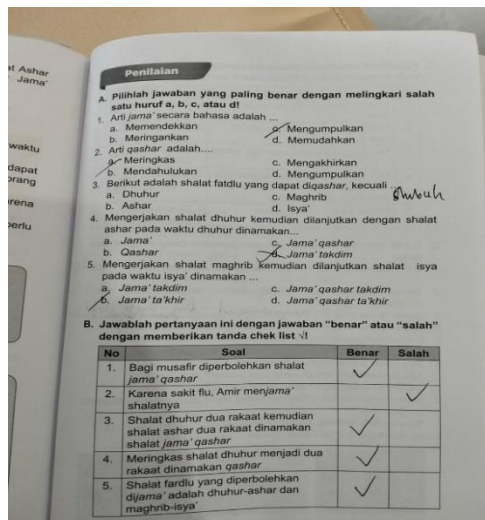 at Ashar
Jama'
waktu
dapat
orang
rena
perlu
Penilaian
A. Pilihlah jawaban yang paling benar dengan melingkari salah
satu huruf a, b, c, atau d!
1. Arti jama' secara bahasa adalah ...
a. Memendekkan c. Mengumpulkan
b. Meringankan d. Memudahkan
2. Arti qashar adalah....
a. Meringkas c. Mengakhirkan
b. Mendahulukan d. Mengumpulkan
3. Berikut adalah shalat fatdlu yang dapat diqashar, kecuali ... Shubuh
a. Dhuhur c. Maghrib
b. Ashar d. Isya'
4. Mengerjakan shalat dhuhur kemudian dilanjutkan dengan shalat
ashar pada waktu dhuhur dinamakan...
a. Jama' c. Jama' qashar
b. Qashar d. Jama' takdim
5. Mengerjakan shalat maghrib kemudian dilanjutkan shalat isya
pada waktu isya' dinamakan ...
a. Jama' takdim c. Jama' qashar takdim
b. Jama' ta'khir d. Jama' qashar ta'khir
B. Jawablah pertanyaan ini dengan jawaban "benar" atau "salah"
dengan memberikan tanda chek list √!
No Soal Benar Salah
1. Bagi musafir diperbolehkan shalat
jama' qashar ✓
2. Karena sakit flu, Amir menjama'
shalatnya ✓
3. Shalat dhuhur dua rakaat kemudian
shalat ashar dua rakaat dinamakan ✓
shalat jama' qashar
4. Meringkas shalat dhuhur menjadi dua ✓
rakaat dinamakan qashar
5. Shalat fardlu yang diperbolehkan
dijama' adalah dhuhur-ashar dan ✓
maghrib-isya'